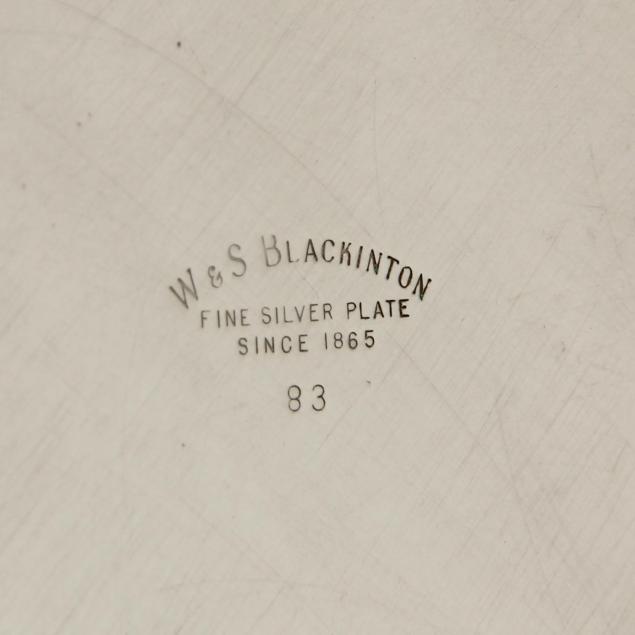 W & S BLACKINTON
FINE SILVER PLATE
SINCE 1865
83